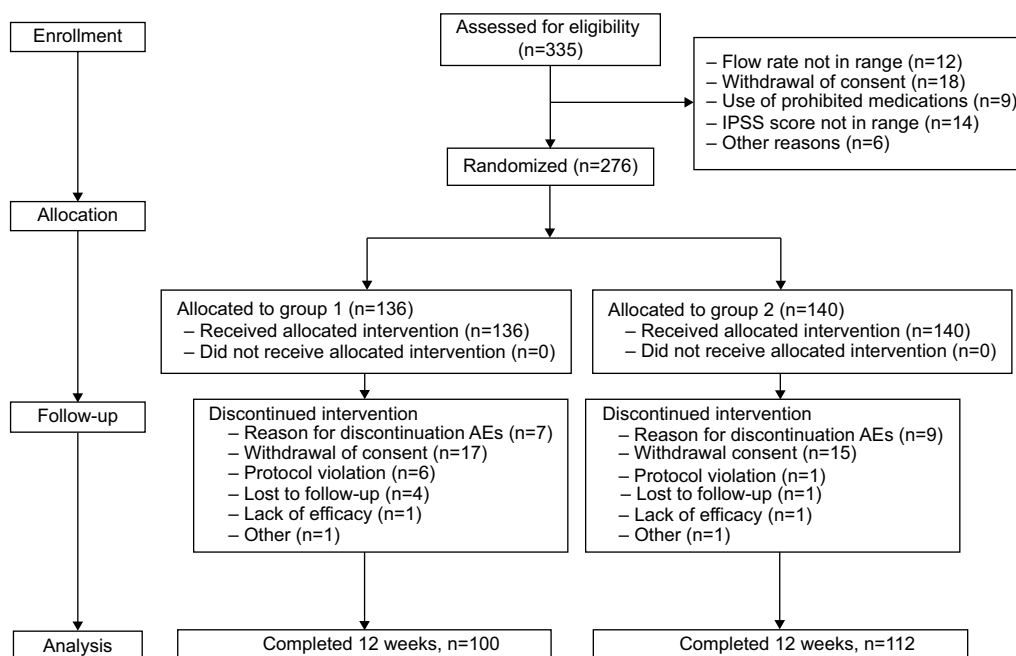 Enrollment
Assessed for eligibility
(n=335)
– Flow rate not in range (n=12)
– Withdrawal of consent (n=18)
– Use of prohibited medications (n=9)
– IPSS score not in range (n=14)
– Other reasons (n=6)
Randomized (n=276)
Allocation
Allocated to group 1 (n=136)
– Received allocated intervention (n=136)
– Did not receive allocated intervention (n=0)
Allocated to group 2 (n=140)
– Received allocated intervention (n=140)
– Did not receive allocated intervention (n=0)
Follow-up
Discontinued intervention
– Reason for discontinuation AEs (n=7)
– Withdrawal of consent (n=17)
– Protocol violation (n=6)
– Lost to follow-up (n=4)
– Lack of efficacy (n=1)
– Other (n=1)
Discontinued intervention
– Reason for discontinuation AEs (n=9)
– Withdrawal consent (n=15)
– Protocol violation (n=1)
– Lost to follow-up (n=1)
– Lack of efficacy (n=1)
– Other (n=1)
Analysis
Completed 12 weeks, n=100
Completed 12 weeks, n=112